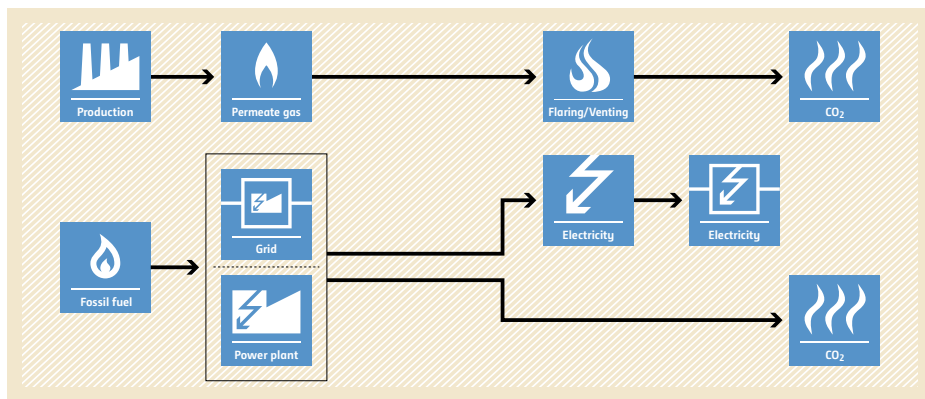 Production
Permeate gas
Flaring/Venting
CO₂
Grid
Electricity
Electricity
Fossil fuel
Power plant
CO₂